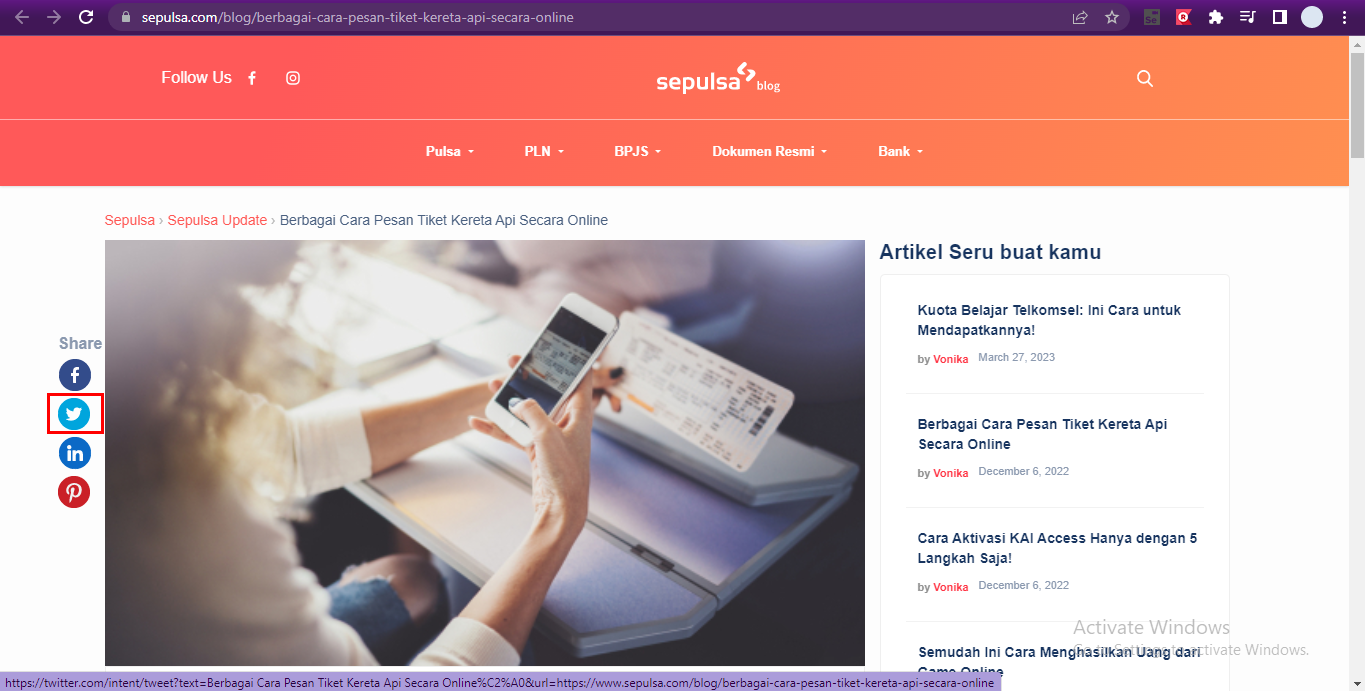 sepulsa.com/blog/berbagai-cara-pesan-tiket-kereta-api-secara-online
Se
Follow Us
sepulsa blog
Pulsa
PLN
BPJS
Dokumen Resmi
Bank
Sepulsa › Sepulsa Update › Berbagai Cara Pesan Tiket Kereta Api Secara Online
Share
Artikel Seru buat kamu
Kuota Belajar Telkomsel: Ini Cara untuk
Mendapatkannya!
by Vonika March 27, 2023
Berbagai Cara Pesan Tiket Kereta Api
Secara Online
by Vonika December 6, 2022
Cara Aktivasi KAI Access Hanya dengan 5
Langkah Saja!
by Vonika December 6, 2022
Semudah Ini Cara Menghasilkan Uang dari
Game Online
Activate Windows
Go to Settings to activate Windows.
https://twitter.com/intent/tweet?text=Berbagai Cara Pesan Tiket Kereta Api Secara Online%C2%A0&url=https://www.sepulsa.com/blog/berbagai-cara-pesan-tiket-kereta-api-secara-online